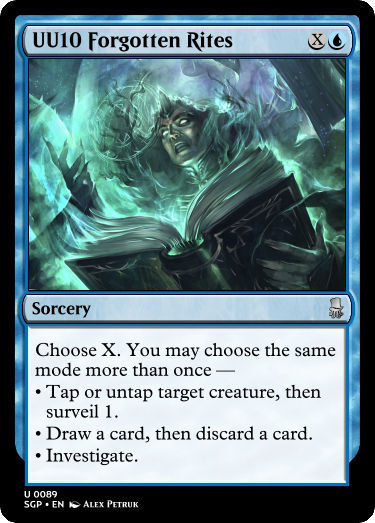 UU10 Forgotten Rites X
Sorcery
Choose X. You may choose the same
mode more than once —
• Tap or untap target creature, then
surveil 1.
• Draw a card, then discard a card.
• Investigate.
U 0089
SGP • EN Alex Petruk